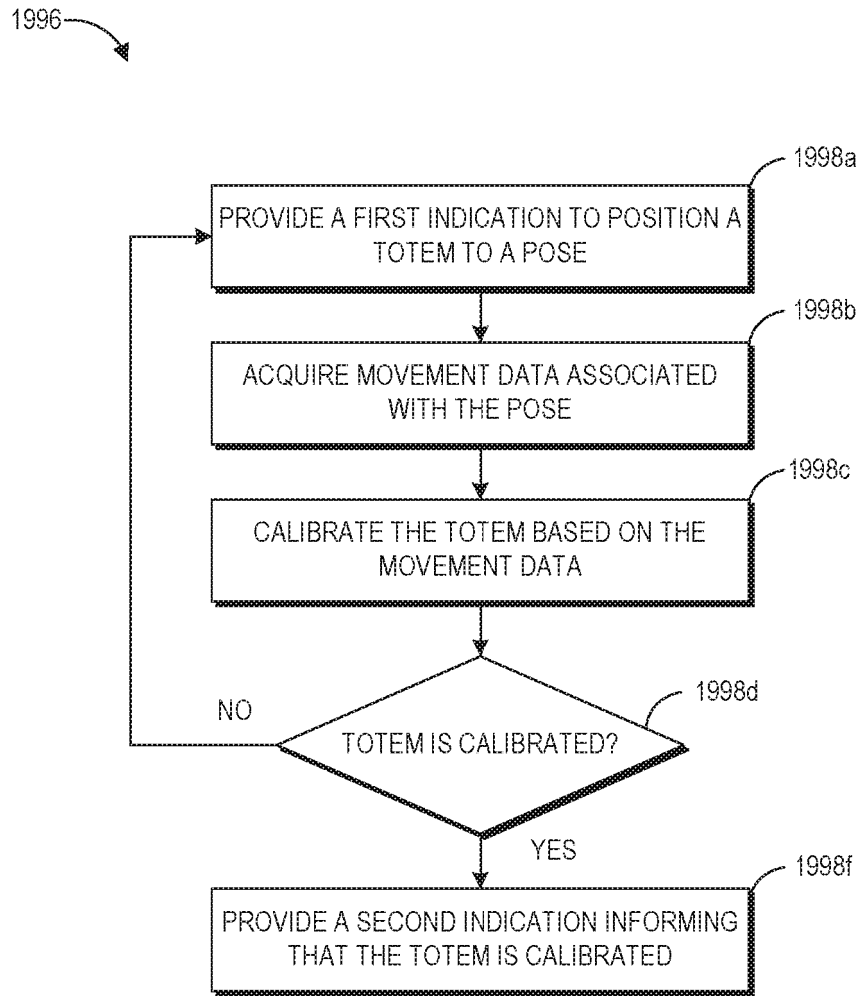 1996
1998a
PROVIDE A FIRST INDICATION TO POSITION A
TOTEM TO A POSE
1998b
ACQUIRE MOVEMENT DATA ASSOCIATED
WITH THE POSE
1998c
CALIBRATE THE TOTEM BASED ON THE
MOVEMENT DATA
1998d
NO
TOTEM IS CALIBRATED?
YES
1998f
PROVIDE A SECOND INDICATION INFORMING
THAT THE TOTEM IS CALIBRATED